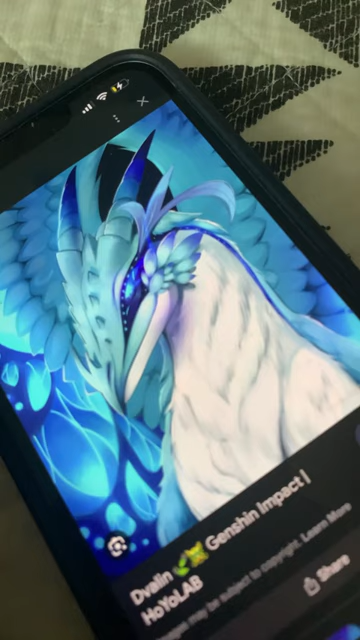 Dvalin 🌿 Genshin Impact |
HoYoLAB
Images may be subject to copyright. Learn More
Share